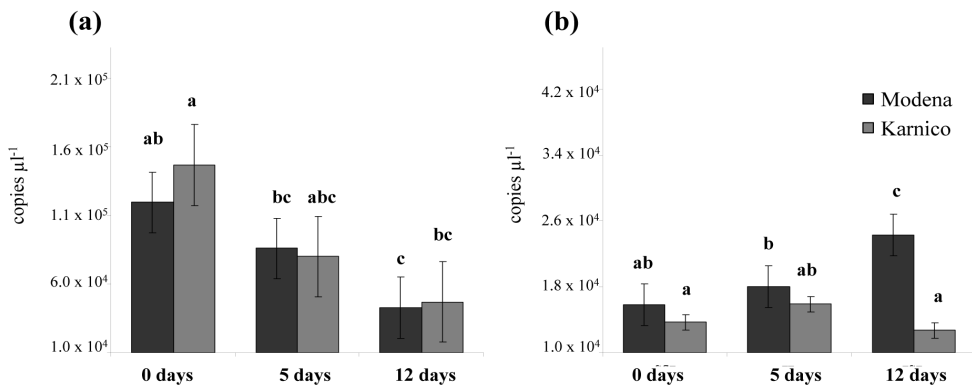 (a)
copies µl-1
2.1 x 10⁵
1.6 x 10⁵
1.1 x 10⁵
6.0 x 10⁴
1.0 x 10⁴
ab
a
bc
abc
c
bc
0 days
5 days
12 days
(b)
copies µl-1
4.2 x 10⁴
3.4 x 10⁴
2.6 x 10⁴
1.8 x 10⁴
1.0 x 10⁴
Modena
Karnico
ab
a
b
ab
c
a
0 days
5 days
12 days